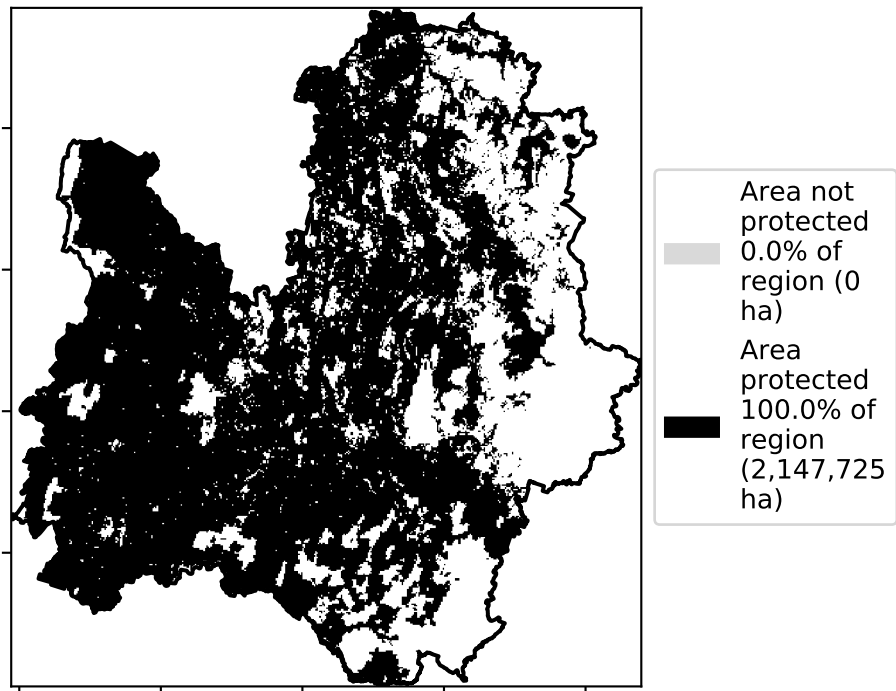 Area not
protected
0.0% of
region (0
ha)
Area
protected
100.0% of
region
(2,147,725
ha)